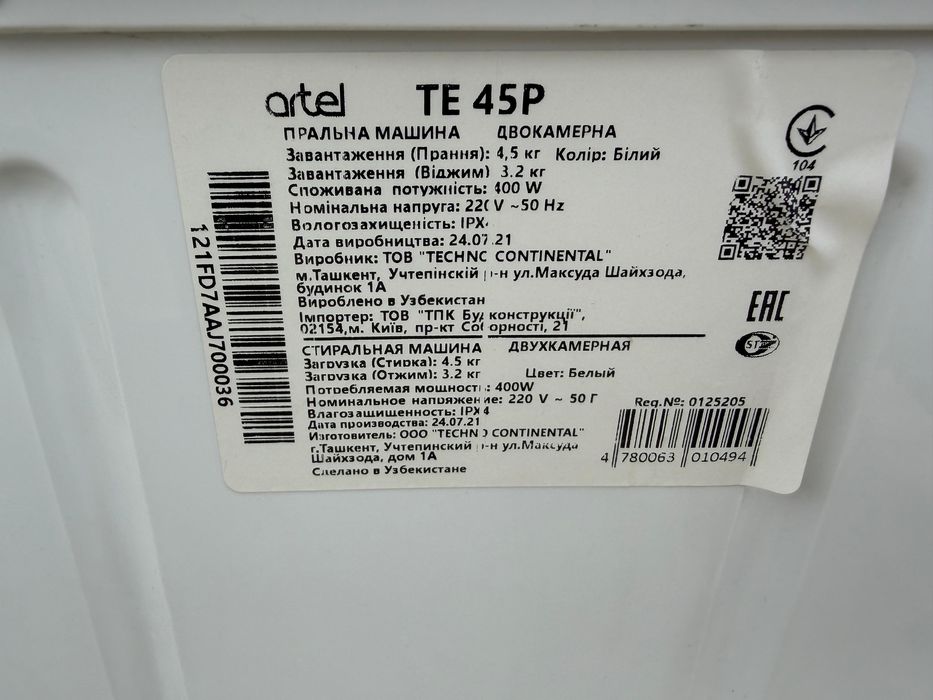 artel TE 45P
ПРАЛЬНА МАШИНА ДВОКАМЕРНА
Завантаження (Прання): 4,5 кг Колір: Білий
Завантаження (Віджим) 3.2 кг
Споживана потужність: 400 W
Номінальна напруга: 220 V ~50 Hz
Вологозахищеність: IPX4
Дата виробництва: 24.07.21
Виробник: ТОВ "TECHNO CONTINENTAL"
м.Ташкент, Учтепінскій р-н ул.Максуда Шайхзода,
будинок 1А
Вироблено в Узбекистан
Імпортер: ТОВ "ТПК Будконструкції",
02154,м. Київ, пр-кт Соборності, 21
104
EAC
ST
СТИРАЛЬНАЯ МАШИНА ДВУХКАМЕРНАЯ
Загрузка (Стирка): 4.5 кг
Загрузка (Отжим): 3.2 кг Цвет: Белый
Потребляемая мощность: 400W
Номинальное напряжение: 220 V ~ 50 Г
Влагозащищенность: IPX4
Дата производства: 24.07.21
Изготовитель: ООО "TECHNO CONTINENTAL"
г.Ташкент, Учтепинский р-н ул.Максуда
Шайхзода, дом 1А
Сделано в Узбекистане
Reg.№: 0125205
4 780063 010494
121FD7AAJ700036